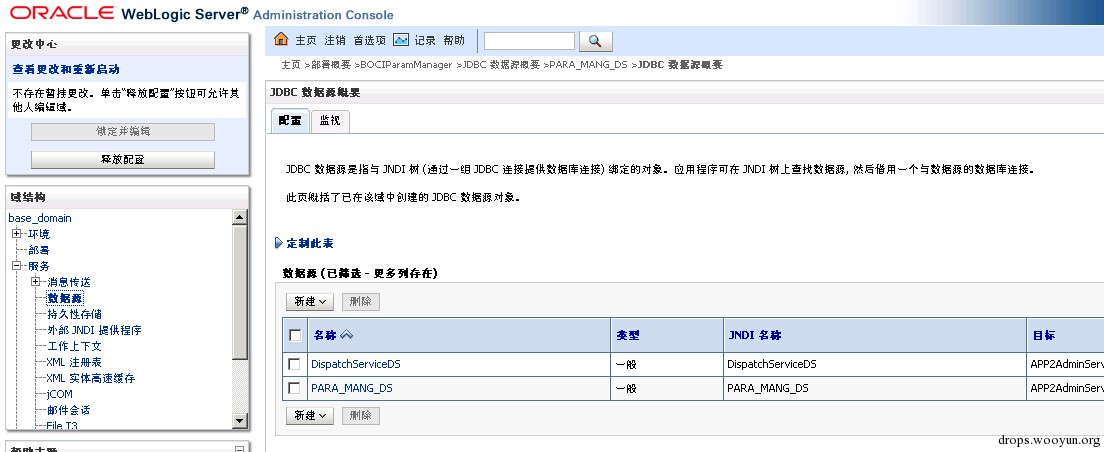 ORACLE WebLogic Server® Administration Console
更改中心
查看更改和重新启动
不存在暂挂更改。单击“释放配置”按钮可允许其
他人编辑域。
锁定并编辑
释放配置
域结构
base_domain
环境
部署
服务
消息传送
数据源
持久性存储
外部 JNDI 提供程序
工作上下文
XML 注册表
XML 实体高速缓存
jCOM
邮件会话
File T3
帮助主题
主页 注销 首选项 记录 帮助
主页 >部署概要 >BOCIParamManager >JDBC 数据源概要 >PARA_MANG_DS >JDBC 数据源概要
JDBC 数据源概要
配置 监视
JDBC 数据源是指与 JNDI 树 (通过一组 JDBC 连接提供数据库连接) 绑定的对象。应用程序可在 JNDI 树上查找数据源, 然后借用一个与数据源的数据库连接。
此页概括了已在该域中创建的 JDBC 数据源对象。
定制此表
数据源 (已筛选 - 更多列存在)
新建 删除
名称 类型 JNDI 名称 目标
DispatchServiceDS 一般 DispatchServiceDS APP2AdminServ
PARA_MANG_DS 一般 PARA_MANG_DS APP2AdminServ
新建 删除
drops.wooyun.org